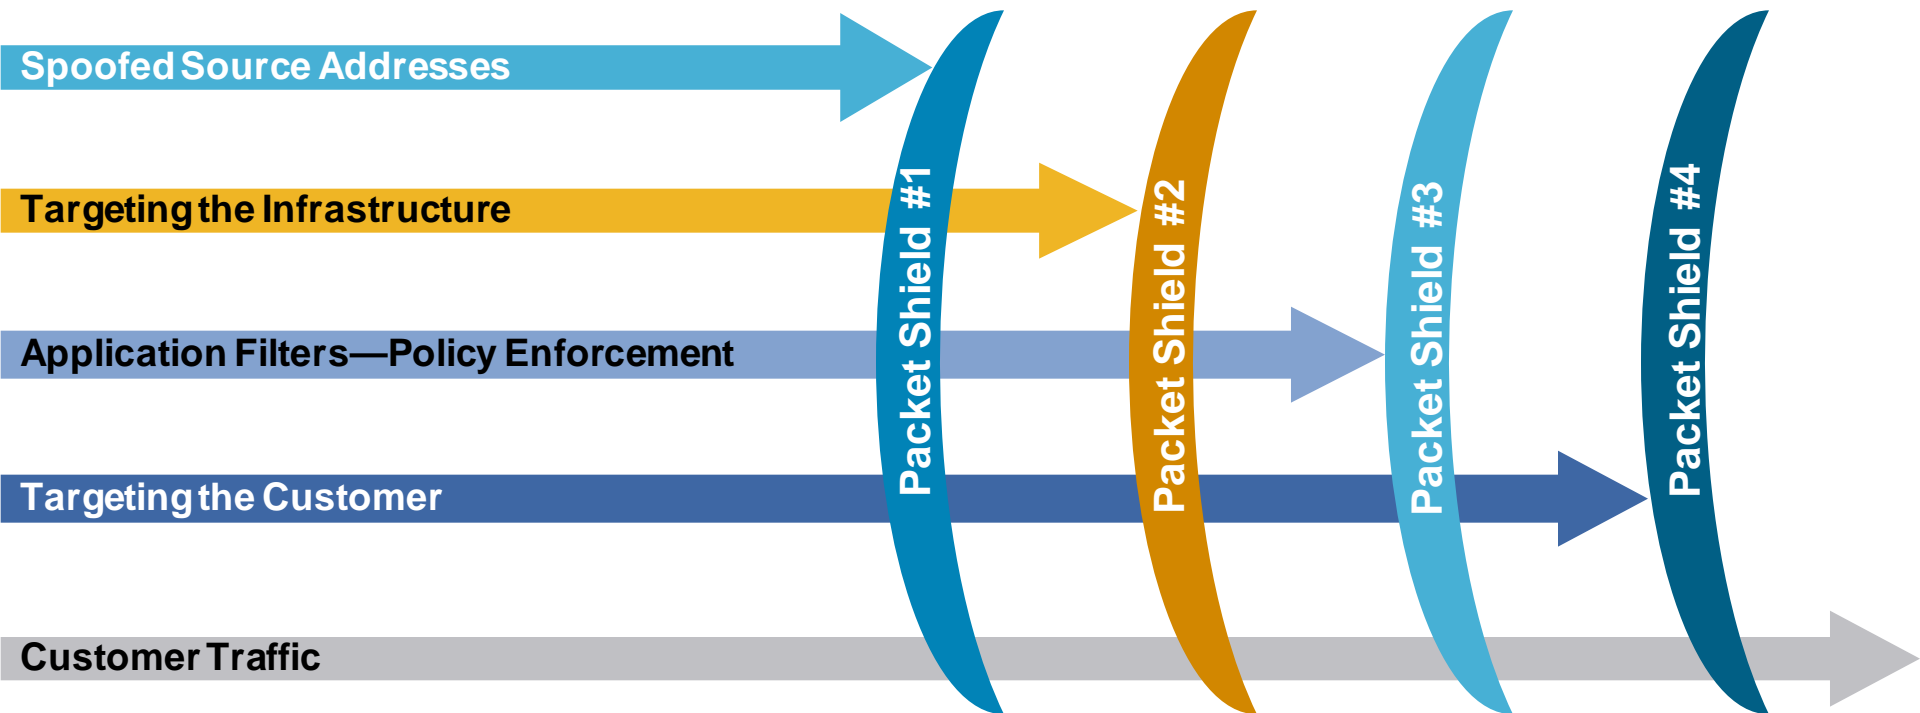 Spoofed Source Addresses
Targeting the Infrastructure
Application Filters—Policy Enforcement
Targeting the Customer
Customer Traffic
Packet Shield #1
Packet Shield #2
Packet Shield #3
Packet Shield #4